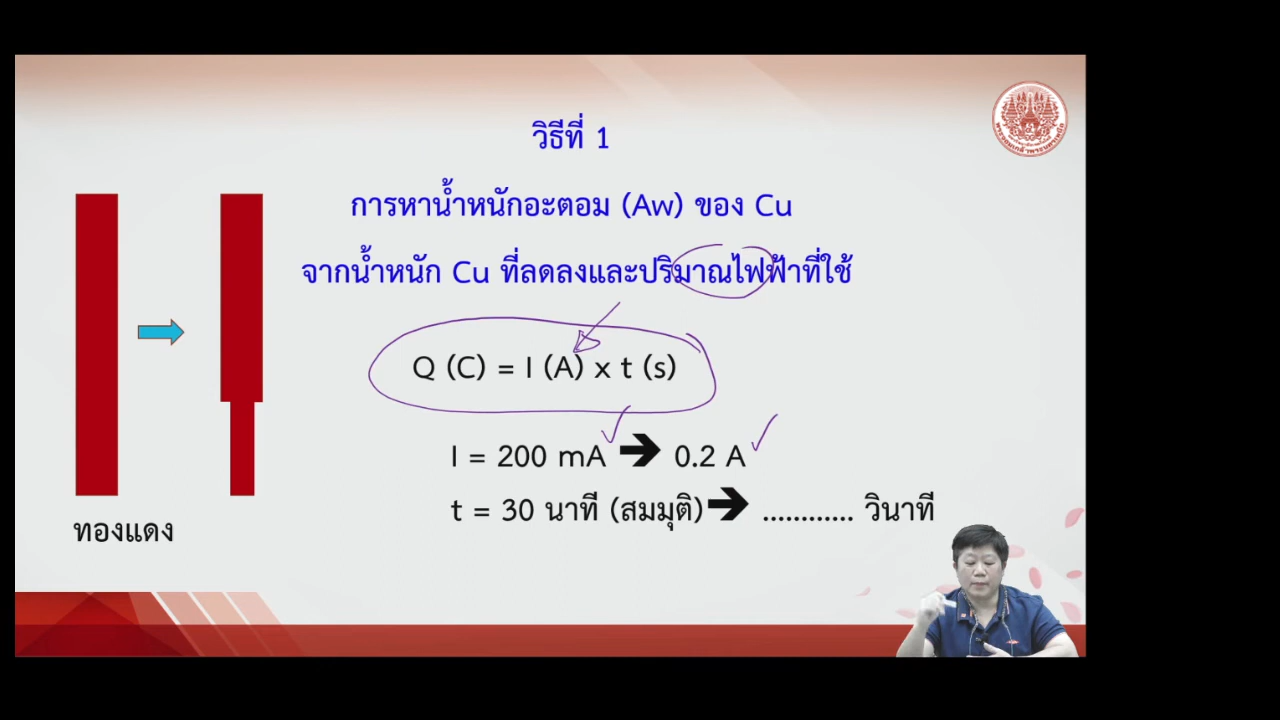 วิธีที่ 1
การหาน้ำหนักอะตอม (Aw) ของ Cu
จากน้ำหนัก Cu ที่ลดลงและปริมาณไฟฟ้าที่ใช้
Q (C) = I (A) x t (s)
I = 200 mA ➔ 0.2 A
t = 30 นาที (สมมุติ) ➔ ............ วินาที
ทองแดง